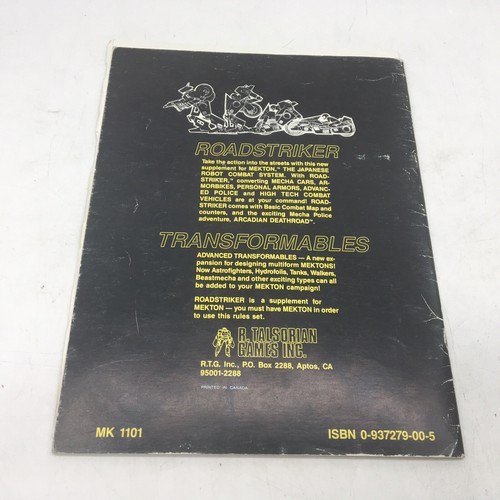 ROADSTRIKER
Take the action into the streets with this new
supplement for MEKTON,™ THE JAPANESE
ROBOT COMBAT SYSTEM. With ROAD-
STRIKER,™ converting MECHA CARS, AR-
MORBIKES, PERSONAL ARMORS, ADVANC-
ED POLICE and HIGH TECH COMBAT
VEHICLES are at your command! ROAD-
STRIKER comes with Basic Combat Map and
counters, and the exciting Mecha Police
adventure, ARCADIAN DEATHROAD™.
TRANSFORMABLES
ADVANCED TRANSFORMABLES — A new ex-
pansion for designing multiform MEKTONS!
Now Astrofighters, Hydrofoils, Tanks, Walkers,
Beastmecha and other exciting types can all
be added to your MEKTON campaign!
ROADSTRIKER is a supplement for
MEKTON — you must have MEKTON in order
to use this rules set.
R. TALSORIAN
GAMES INC.
R.T.G. Inc., P.O. Box 2288, Aptos, CA
95001-2288
PRINTED IN CANADA
MK 1101
ISBN 0-937279-00-5